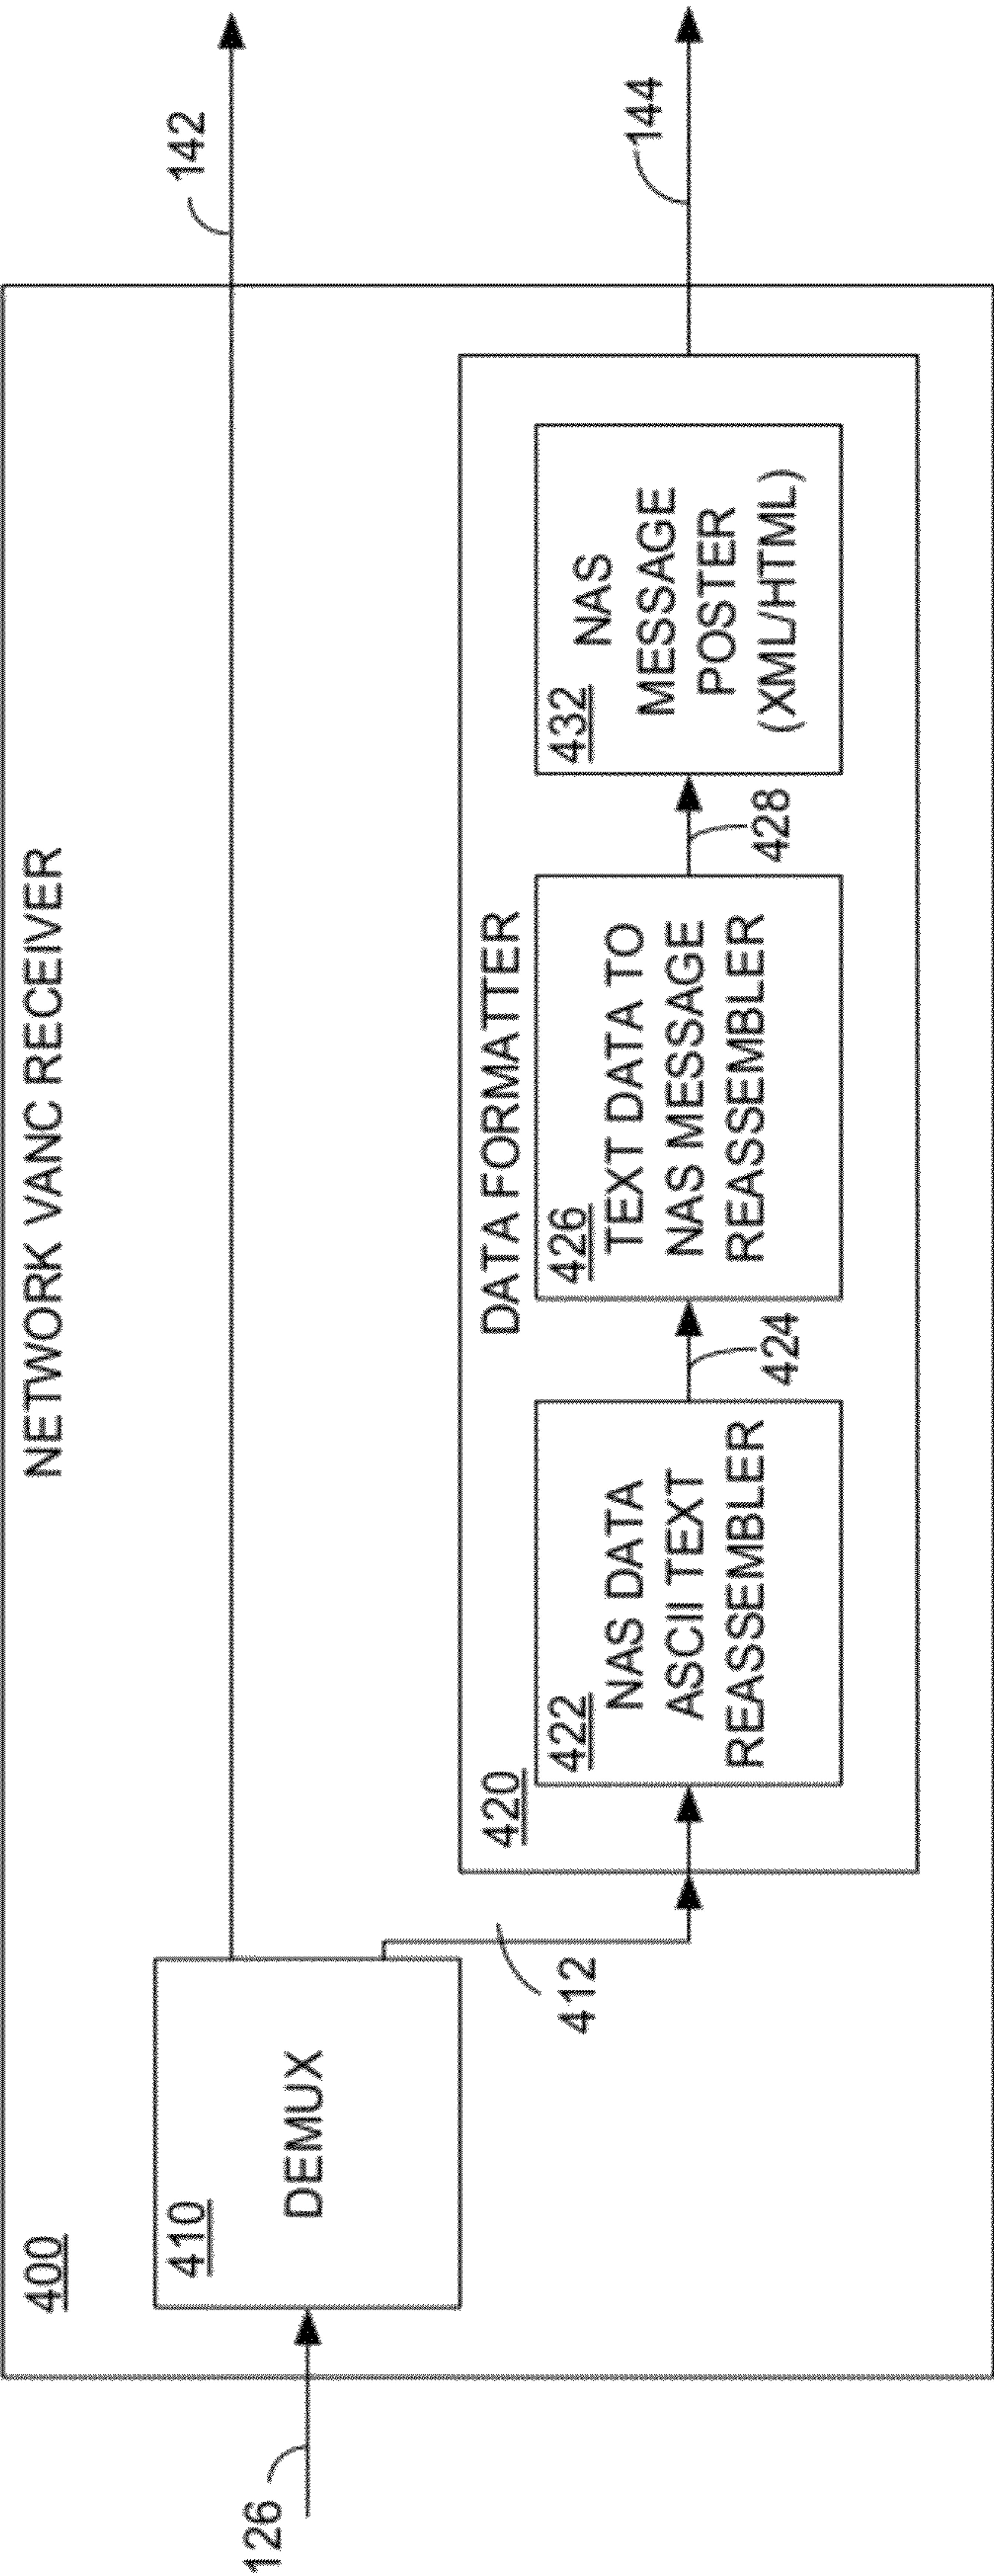 NETWORK VANC RECEIVER
400
126
410
DEMUX
142
412
DATA FORMATTER
420
422
NAS DATA
ASCII TEXT
REASSEMBLER
424
426
TEXT DATA TO
NAS MESSAGE
REASSEMBLER
428
432
NAS
MESSAGE
POSTER
(XML/HTML)
144